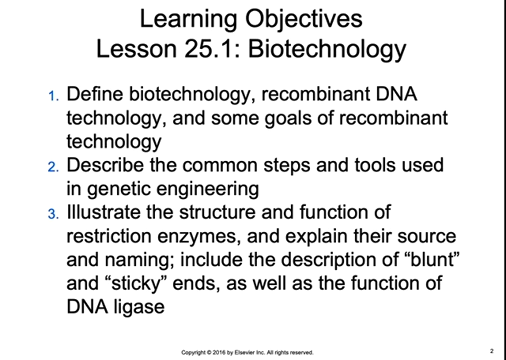 Learning Objectives
Lesson 25.1: Biotechnology
1. Define biotechnology, recombinant DNA
technology, and some goals of recombinant
technology
2. Describe the common steps and tools used
in genetic engineering
3. Illustrate the structure and function of
restriction enzymes, and explain their source
and naming; include the description of “blunt”
and “sticky” ends, as well as the function of
DNA ligase
Copyright © 2016 by Elsevier Inc. All rights reserved.
2